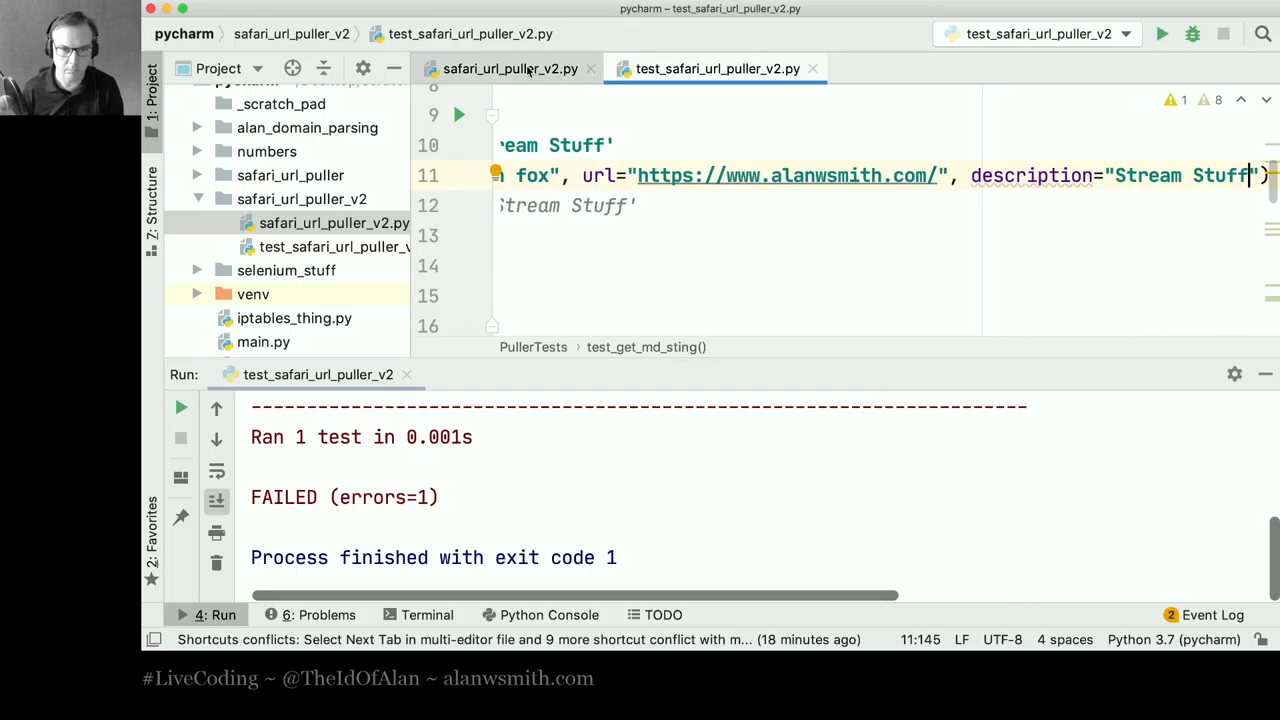 pycharm – test_safari_url_puller_v2.py
pycharm safari_url_puller_v2 test_safari_url_puller_v2.py
test_safari_url_puller_v2
1: Project
Project
safari_url_puller_v2.py
test_safari_url_puller_v2.py
_scratch_pad
alan_domain_parsing
numbers
safari_url_puller
safari_url_puller_v2
safari_url_puller_v2.py
test_safari_url_puller_v
selenium_stuff
venv
iptables_thing.py
main.py
7: Structure
2: Favorites
1 8
8
9
10 ream Stuff'
11 fox", url="https://www.alanwsmith.com/", description="Stream Stuff")
12 Stream Stuff'
13
14
15
16
PullerTests › test_get_md_sting()
Run: test_safari_url_puller_v2
----------------------------------------------------------------------
Ran 1 test in 0.001s
FAILED (errors=1)
Process finished with exit code 1
4: Run 6: Problems Terminal Python Console TODO 2 Event Log
Shortcuts conflicts: Select Next Tab in multi-editor file and 9 more shortcut conflict with m... (18 minutes ago) 11:145 LF UTF-8 4 spaces Python 3.7 (pycharm)
#LiveCoding ~ @TheIdOfAlan ~ alanwsmith.com